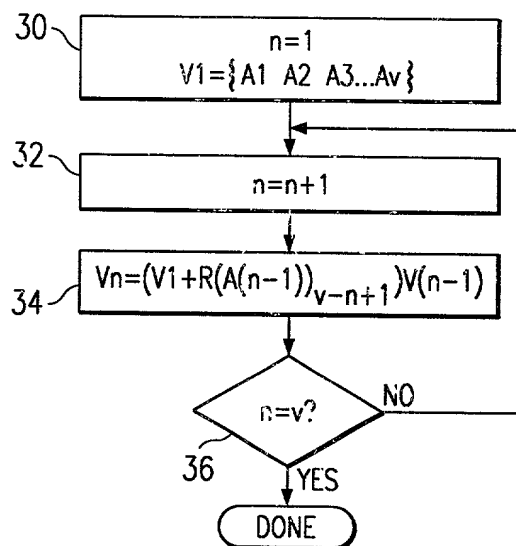 30
n=1
V1={A1 A2 A3...Av}
32
n=n+1
34
Vn=(V1+R(A(n-1))v-n+1)V(n-1)
36
n=v?
NO
YES
DONE